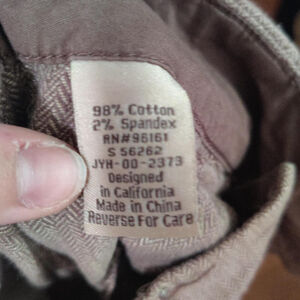 98% Cotton
2% Spandex
RN#96161
S 56262
JYH-00-2373
Designed
in California
Made in China
Reverse For Care